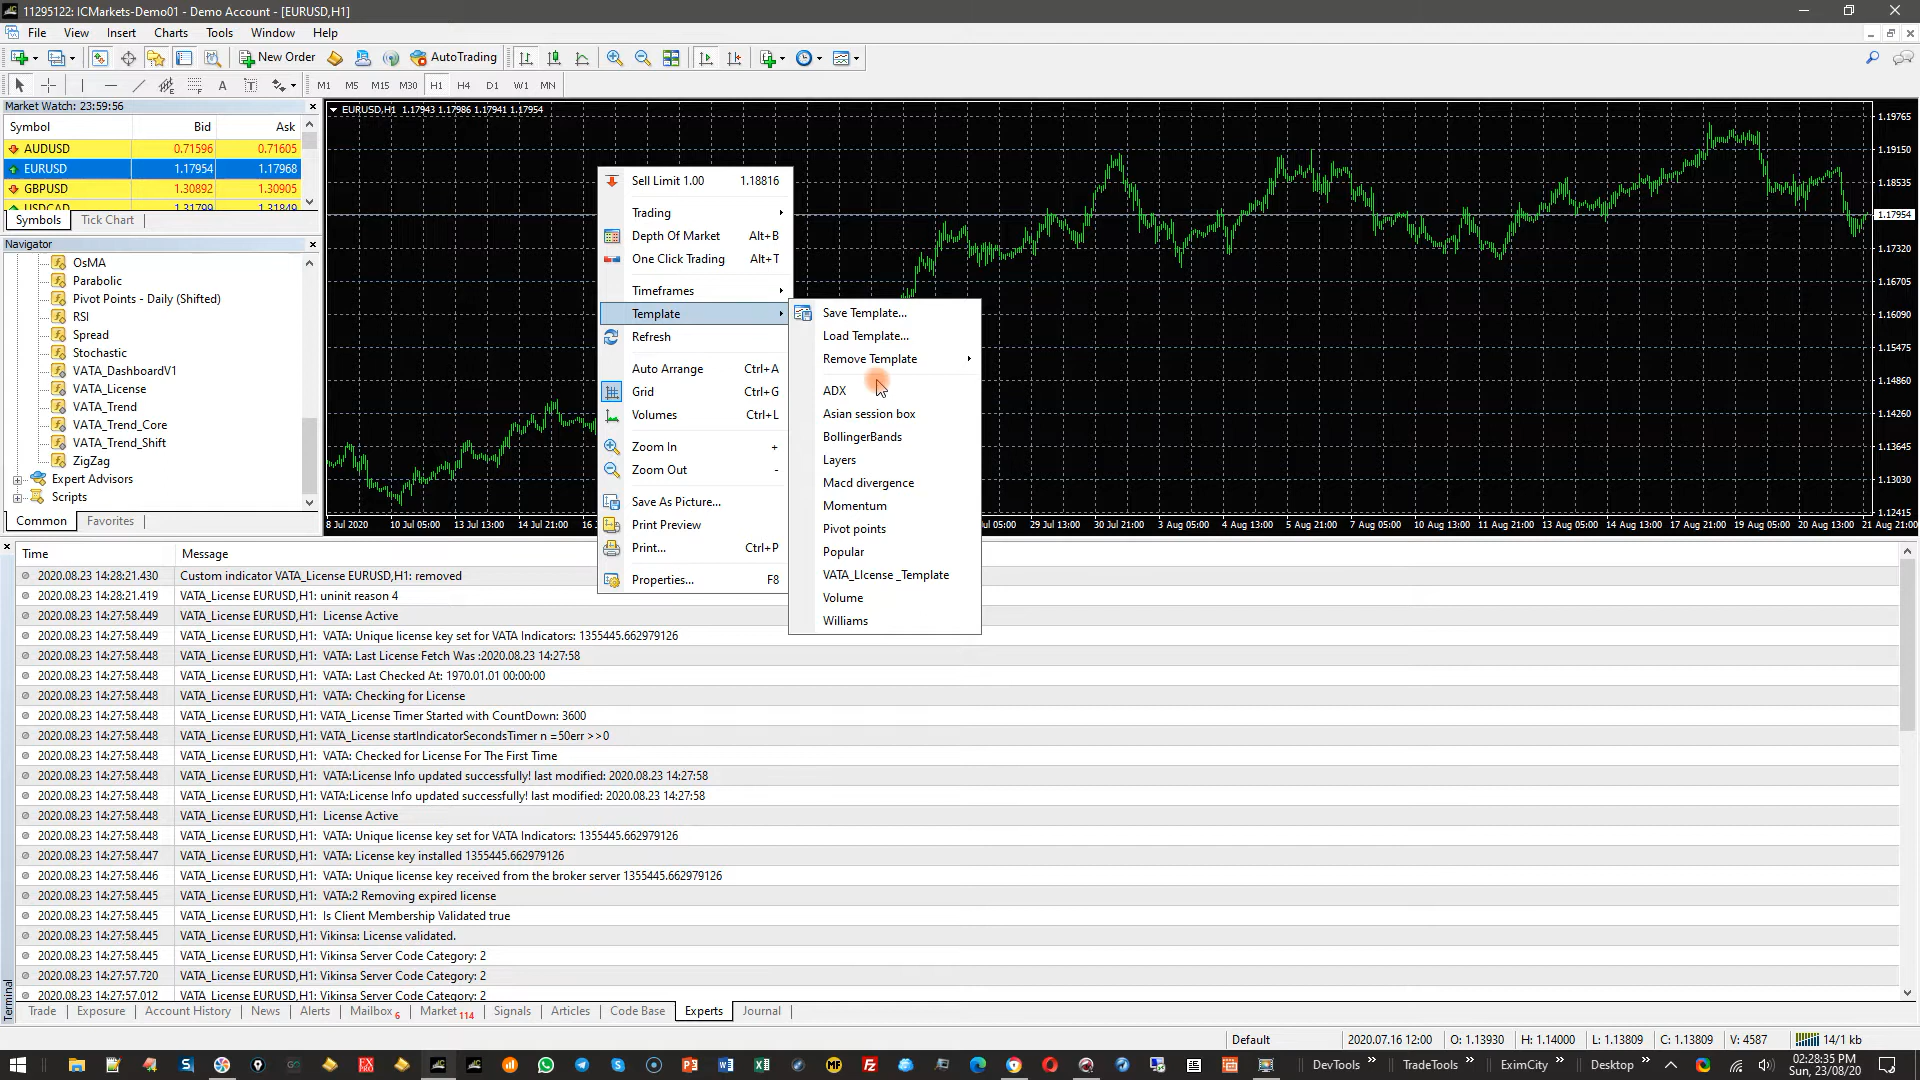 11295122: ICMarkets-Demo01 - Demo Account - [EURUSD,H1]
File View Insert Charts Tools Window Help
New Order AutoTrading
M1 M5 M15 M30 H1 H4 D1 W1 MN
Market Watch: 23:59:56
Symbol Bid Ask
AUDUSD 0.71596 0.71605
EURUSD 1.17954 1.17968
GBPUSD 1.30892 1.30905
USDCAD 1.31799 1.31849
Symbols Tick Chart
Navigator
OsMA
Parabolic
Pivot Points - Daily (Shifted)
RSI
Spread
Stochastic
VATA_DashboardV1
VATA_License
VATA_Trend
VATA_Trend_Core
VATA_Trend_Shift
ZigZag
Expert Advisors
Scripts
Common Favorites
EURUSD,H1 1.17943 1.17986 1.17941 1.17954
1.19765
1.19150
1.18535
1.17954
1.17320
1.16705
1.16090
1.15475
1.14860
1.14260
1.13645
1.13030
1.12415
8 Jul 2020 10 Jul 05:00 13 Jul 13:00 14 Jul 21:00 16 Jul 05:00 29 Jul 13:00 30 Jul 21:00 3 Aug 05:00 4 Aug 13:00 5 Aug 21:00 7 Aug 05:00 10 Aug 13:00 11 Aug 21:00 13 Aug 05:00 14 Aug 13:00 17 Aug 21:00 19 Aug 05:00 20 Aug 13:00 21 Aug 21:00
Sell Limit 1.00 1.18816
Trading
Depth Of Market Alt+B
One Click Trading Alt+T
Timeframes
Template
Refresh
Auto Arrange Ctrl+A
Grid Ctrl+G
Volumes Ctrl+L
Zoom In +
Zoom Out -
Save As Picture...
Print Preview
Print... Ctrl+P
Properties... F8
Save Template...
Load Template...
Remove Template
ADX
Asian session box
BollingerBands
Layers
Macd divergence
Momentum
Pivot points
Popular
VATA_LIcense _Template
Volume
Williams
Time Message
2020.08.23 14:28:21.430 Custom indicator VATA_License EURUSD,H1: removed
2020.08.23 14:28:21.419 VATA_License EURUSD,H1: uninit reason 4
2020.08.23 14:27:58.449 VATA_License EURUSD,H1: License Active
2020.08.23 14:27:58.449 VATA_License EURUSD,H1: VATA: Unique license key set for VATA Indicators: 1355445.662979126
2020.08.23 14:27:58.448 VATA_License EURUSD,H1: VATA: Last License Fetch Was :2020.08.23 14:27:58
2020.08.23 14:27:58.448 VATA_License EURUSD,H1: VATA: Last Checked At: 1970.01.01 00:00:00
2020.08.23 14:27:58.448 VATA_License EURUSD,H1: VATA: Checking for License
2020.08.23 14:27:58.448 VATA_License EURUSD,H1: VATA_License Timer Started with CountDown: 3600
2020.08.23 14:27:58.448 VATA_License EURUSD,H1: VATA_License startIndicatorSecondsTimer n =50err >>0
2020.08.23 14:27:58.448 VATA_License EURUSD,H1: VATA: Checked for License For The First Time
2020.08.23 14:27:58.448 VATA_License EURUSD,H1: VATA:License Info updated successfully! last modified: 2020.08.23 14:27:58
2020.08.23 14:27:58.448 VATA_License EURUSD,H1: VATA:License Info updated successfully! last modified: 2020.08.23 14:27:58
2020.08.23 14:27:58.448 VATA_License EURUSD,H1: License Active
2020.08.23 14:27:58.448 VATA_License EURUSD,H1: VATA: Unique license key set for VATA Indicators: 1355445.662979126
2020.08.23 14:27:58.447 VATA_License EURUSD,H1: VATA: License key installed 1355445.662979126
2020.08.23 14:27:58.446 VATA_License EURUSD,H1: VATA: Unique license key received from the broker server 1355445.662979126
2020.08.23 14:27:58.445 VATA_License EURUSD,H1: VATA:2 Removing expired license
2020.08.23 14:27:58.445 VATA_License EURUSD,H1: Is Client Membership Validated true
2020.08.23 14:27:58.445 VATA_License EURUSD,H1: Vikinsa: License validated.
2020.08.23 14:27:58.445 VATA_License EURUSD,H1: Vikinsa Server Code Category: 2
2020.08.23 14:27:57.720 VATA_License EURUSD,H1: Vikinsa Server Code Category: 2
2020.08.23 14:27:57.012 VATA_License EURUSD,H1: Vikinsa Server Code Category: 2
Terminal
Trade Exposure Account History News Alerts Mailbox 6 Market 114 Signals Articles Code Base Experts Journal
Default 2020.07.16 12:00 O: 1.13930 H: 1.14000 L: 1.13809 C: 1.13809 V: 4587 14/1 kb
DevTools TradeTools EximCity Desktop 02:28:35 PM
Sun, 23/08/20